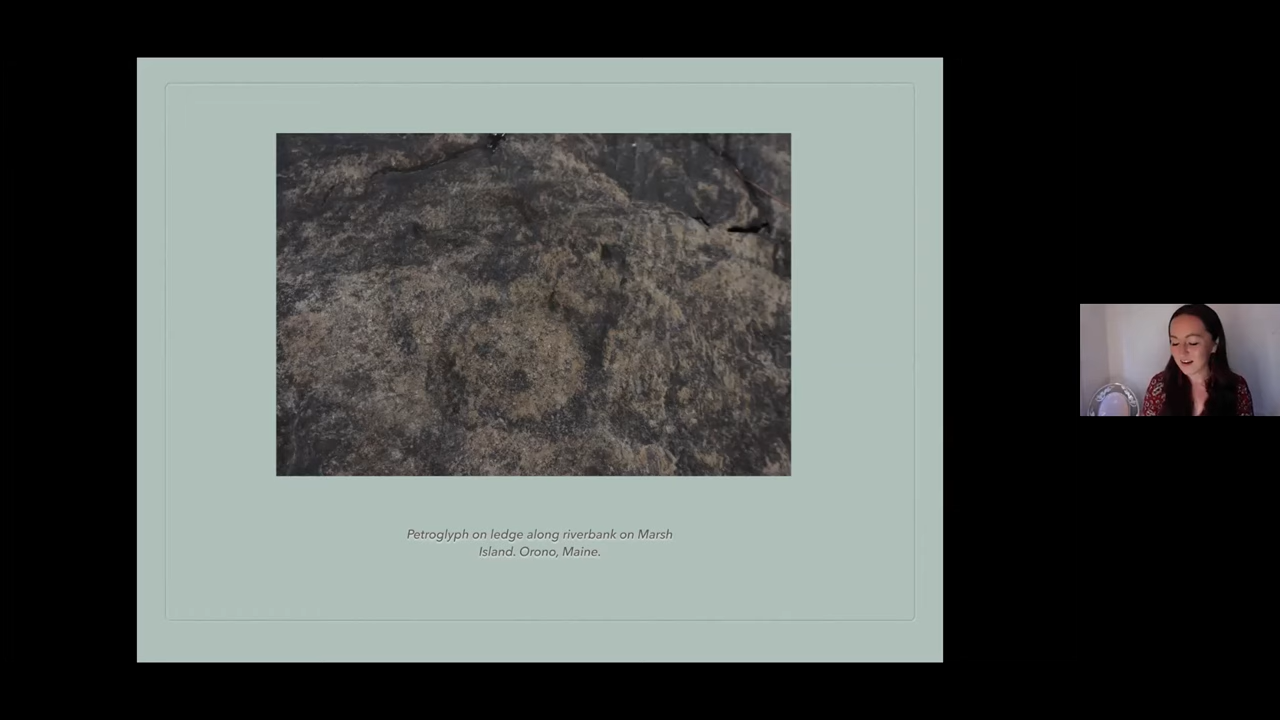 Petroglyph on ledge along riverbank on Marsh
Island. Orono, Maine.